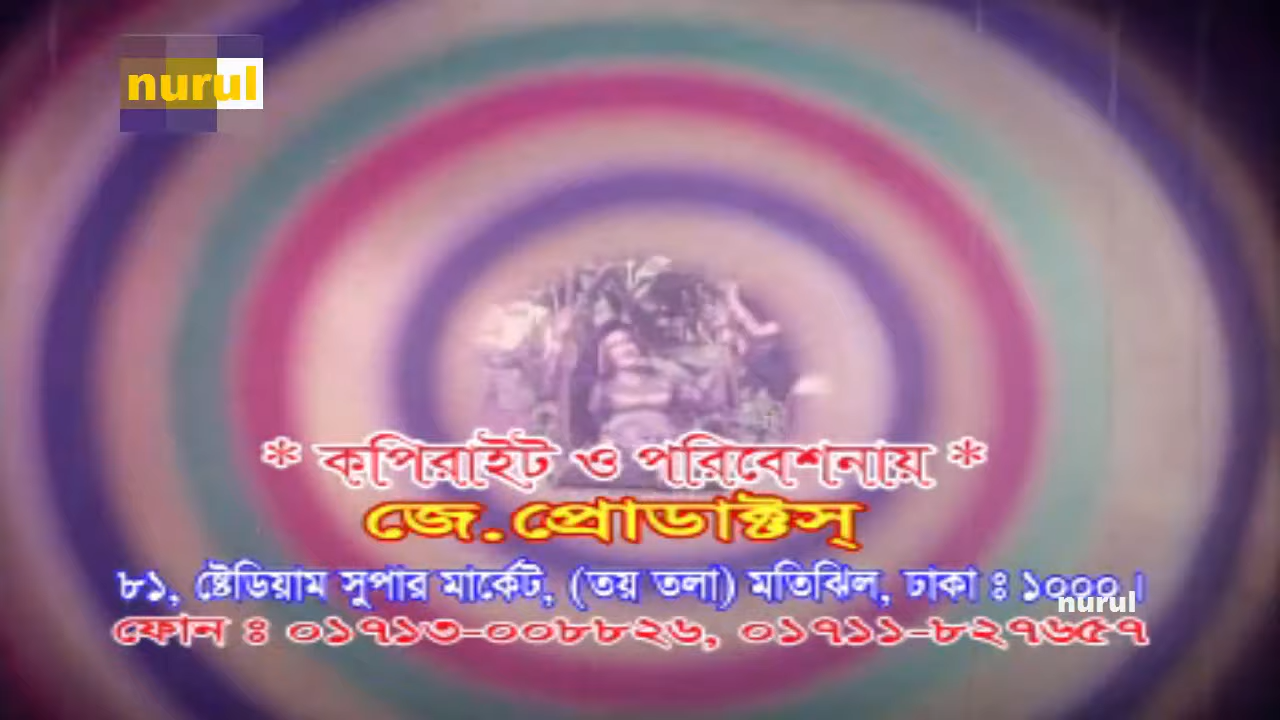 nurul
* কপিরাইট ও পরিবেশনায় *
জে.প্রোডাক্টস্
৮১, ষ্টেডিয়াম সুপার মার্কেট, (৩য় তলা) মতিঝিল, ঢাকা ঃ ১০০০।
nurul
ফোন ঃ ০১৭১৩-০০৮৮২৬, ০১৭১১-৮২৭৬৫৭